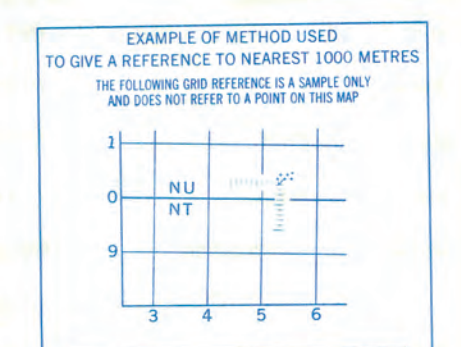 EXAMPLE OF METHOD USED
TO GIVE A REFERENCE TO NEAREST 1000 METRES
THE FOLLOWING GRID REFERENCE IS A SAMPLE ONLY
AND DOES NOT REFER TO A POINT ON THIS MAP
1
NU
0
NT
9
3 4 5 6